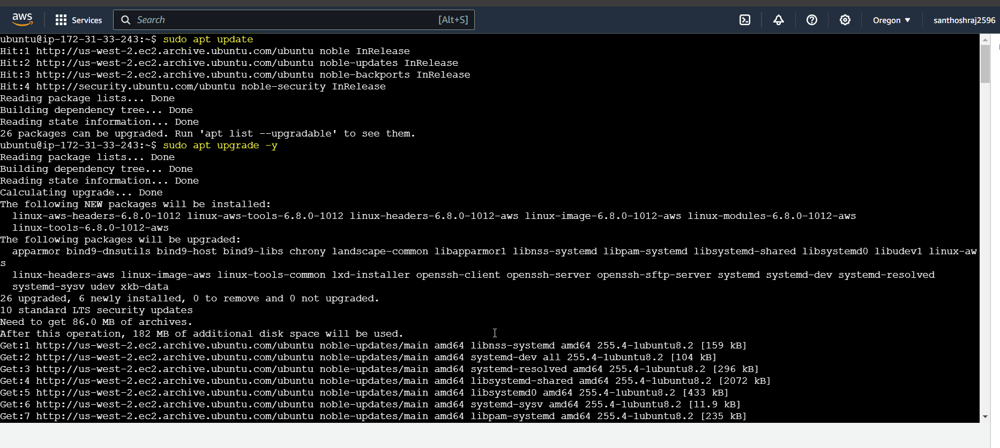 aws Services Search [Alt+S] Oregon ▼ santhoshraj2596
ubuntu@ip-172-31-33-243:~$ sudo apt update
Hit:1 http://us-west-2.ec2.archive.ubuntu.com/ubuntu noble InRelease
Hit:2 http://us-west-2.ec2.archive.ubuntu.com/ubuntu noble-updates InRelease
Hit:3 http://us-west-2.ec2.archive.ubuntu.com/ubuntu noble-backports InRelease
Hit:4 http://security.ubuntu.com/ubuntu noble-security InRelease
Reading package lists... Done
Building dependency tree... Done
Reading state information... Done
26 packages can be upgraded. Run 'apt list --upgradable' to see them.
ubuntu@ip-172-31-33-243:~$ sudo apt upgrade -y
Reading package lists... Done
Building dependency tree... Done
Reading state information... Done
Calculating upgrade... Done
The following NEW packages will be installed:
  linux-aws-headers-6.8.0-1012 linux-aws-tools-6.8.0-1012 linux-headers-6.8.0-1012-aws linux-image-6.8.0-1012-aws linux-modules-6.8.0-1012-aws
  linux-tools-6.8.0-1012-aws
The following packages will be upgraded:
  apparmor bind9-dnsutils bind9-host bind9-libs chrony landscape-common libapparmor1 libnss-systemd libpam-systemd libsystemd-shared libsystemd0 libudev1 linux-aw
s
  linux-headers-aws linux-image-aws linux-tools-common lxd-installer openssh-client openssh-server openssh-sftp-server systemd systemd-dev systemd-resolved
  systemd-sysv udev xkb-data
26 upgraded, 6 newly installed, 0 to remove and 0 not upgraded.
10 standard LTS security updates
Need to get 86.0 MB of archives.
After this operation, 182 MB of additional disk space will be used.
Get:1 http://us-west-2.ec2.archive.ubuntu.com/ubuntu noble-updates/main amd64 libnss-systemd amd64 255.4-1ubuntu8.2 [159 kB]
Get:2 http://us-west-2.ec2.archive.ubuntu.com/ubuntu noble-updates/main amd64 systemd-dev all 255.4-1ubuntu8.2 [104 kB]
Get:3 http://us-west-2.ec2.archive.ubuntu.com/ubuntu noble-updates/main amd64 systemd-resolved amd64 255.4-1ubuntu8.2 [296 kB]
Get:4 http://us-west-2.ec2.archive.ubuntu.com/ubuntu noble-updates/main amd64 libsystemd-shared amd64 255.4-1ubuntu8.2 [2072 kB]
Get:5 http://us-west-2.ec2.archive.ubuntu.com/ubuntu noble-updates/main amd64 libsystemd0 amd64 255.4-1ubuntu8.2 [433 kB]
Get:6 http://us-west-2.ec2.archive.ubuntu.com/ubuntu noble-updates/main amd64 systemd-sysv amd64 255.4-1ubuntu8.2 [11.9 kB]
Get:7 http://us-west-2.ec2.archive.ubuntu.com/ubuntu noble-updates/main amd64 libpam-systemd amd64 255.4-1ubuntu8.2 [235 kB]